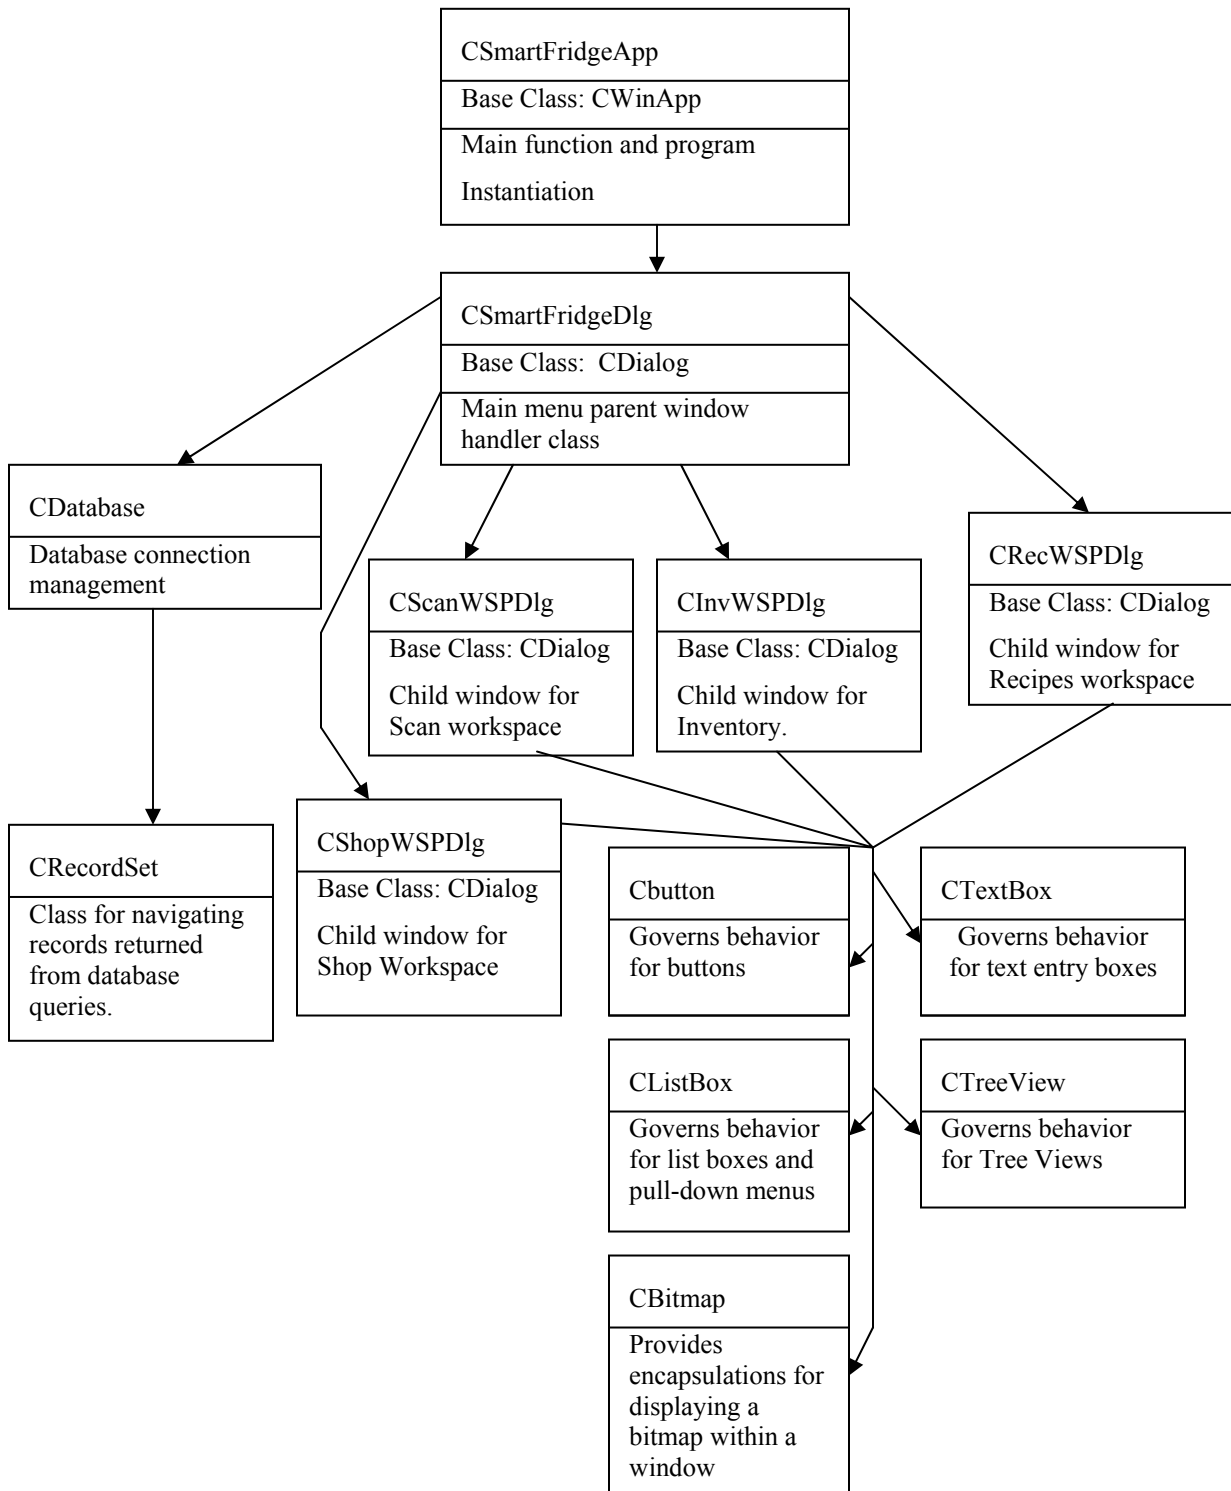 CSmartFridgeApp
Base Class: CWinApp
Main function and program
Instantiation
CSmartFridgeDlg
Base Class:  CDialog
Main menu parent window
handler class
CDatabase
Database connection
management
CScanWSPDlg
Base Class: CDialog
Child window for
Scan workspace
CInvWSPDlg
Base Class: CDialog
Child window for
Inventory.
CRecWSPDlg
Base Class: CDialog
Child window for
Recipes workspace
CRecordSet
Class for navigating
records returned
from database
queries.
CShopWSPDlg
Base Class: CDialog
Child window for
Shop Workspace
Cbutton
Governs behavior
for buttons
CTextBox
Governs behavior
for text entry boxes
CListBox
Governs behavior
for list boxes and
pull-down menus
CTreeView
Governs behavior
for Tree Views
CBitmap
Provides
encapsulations for
displaying a
bitmap within a
window